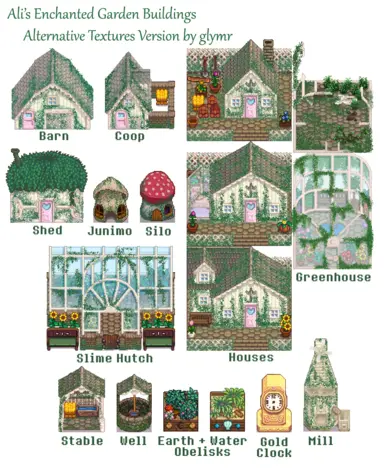 Ali's Enchanted Garden Buildings
Alternative Textures Version by glymr
Barn
Coop
Shed
Junimo
Silo
Greenhouse
Slime Hutch
Houses
Stable
Well
Earth + Water
Obelisks
Gold
Clock
Mill